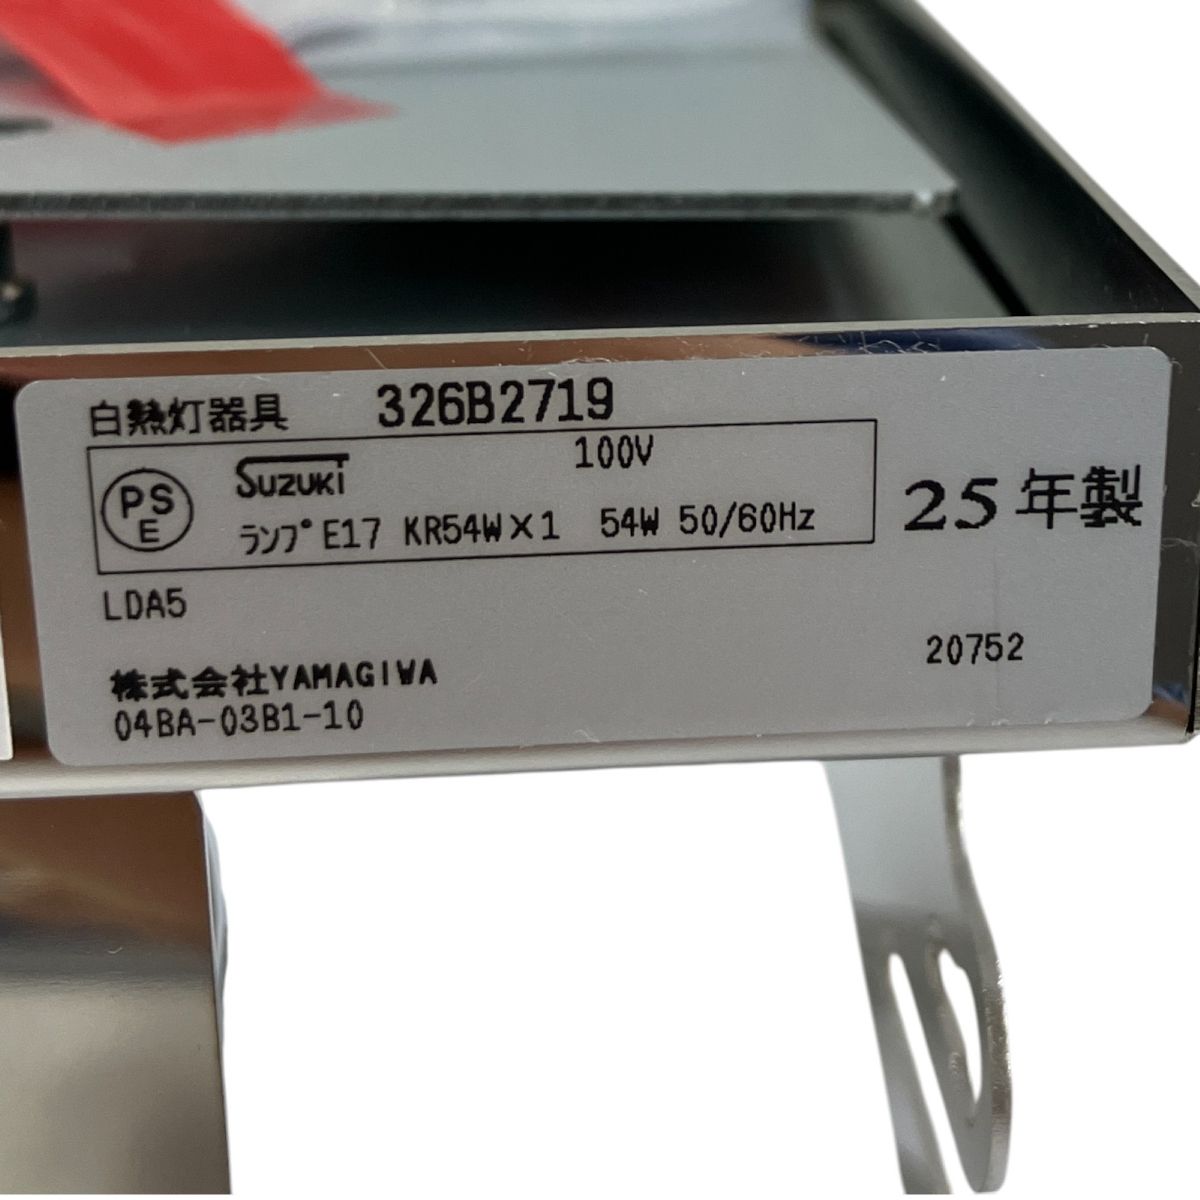 白熱灯器具 326B2719
PSE SUZUKI 100V
ランプ E17 KR54W×1 54W 50/60Hz
25年製
LDA5
20752
株式会社YAMAGIWA
04BA-03B1-10